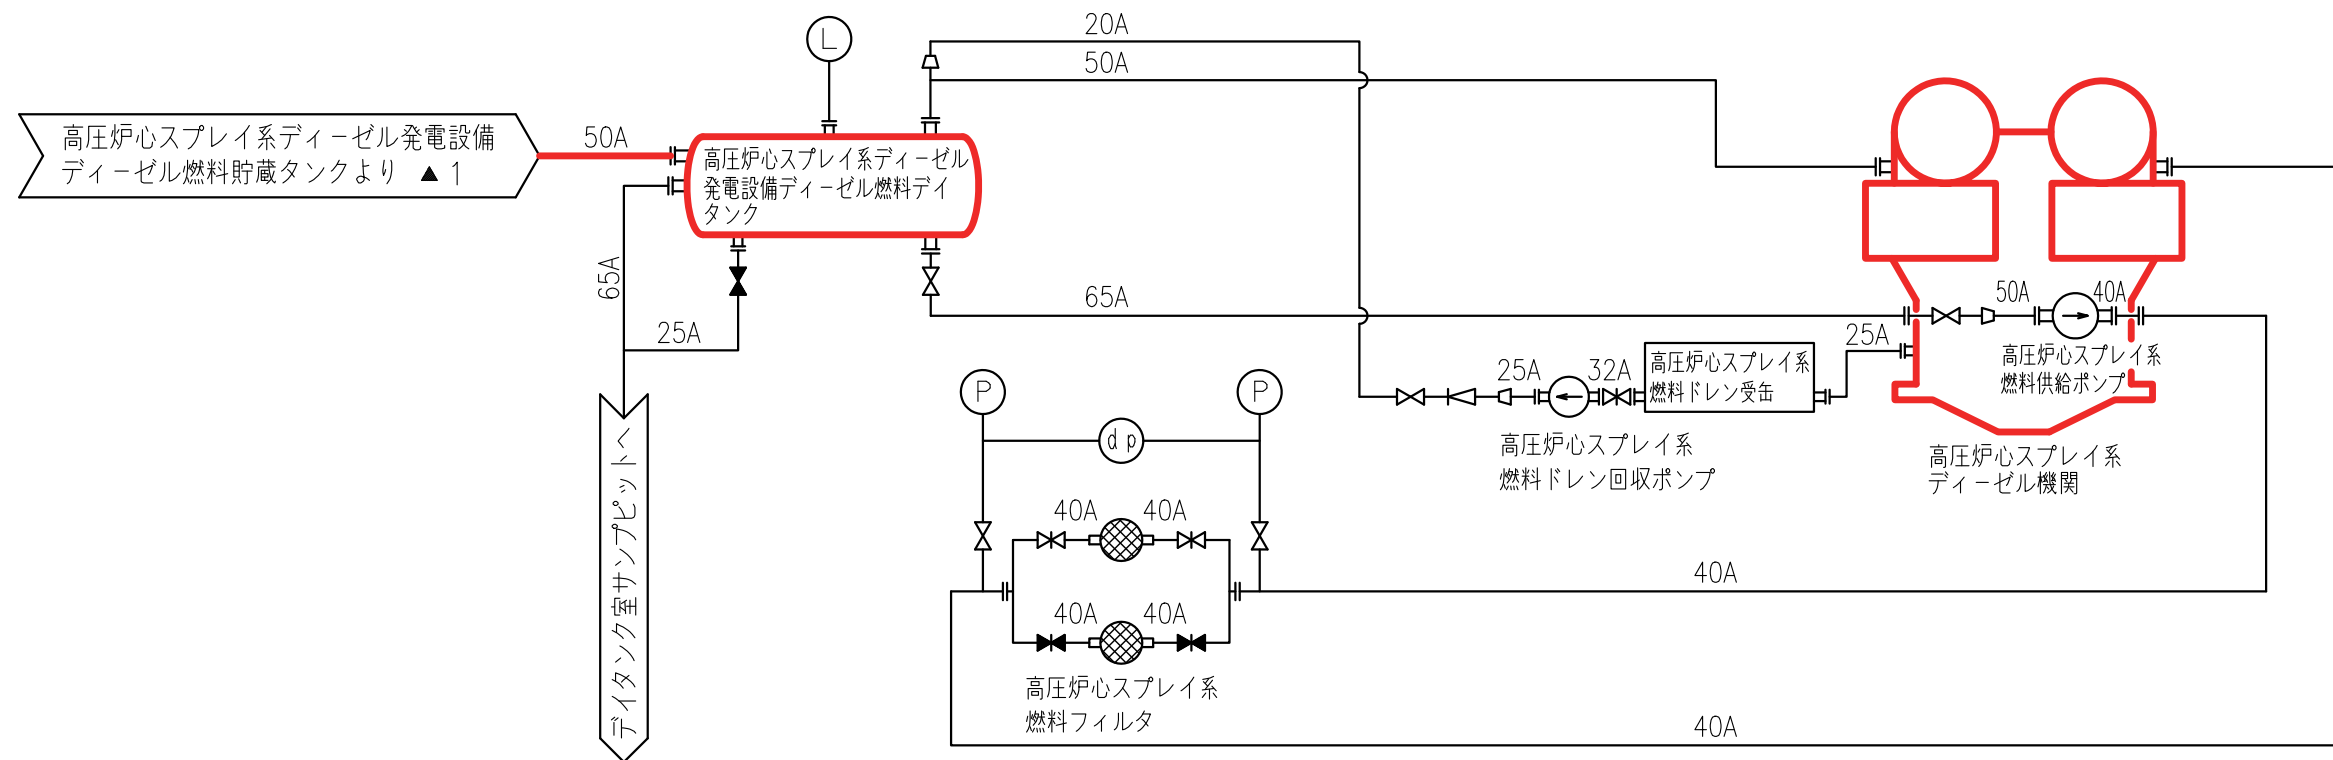 20A
50A
L
高圧炉心スプレイ系ディーゼル発電設備
ディーゼル燃料貯蔵タンクより ▲1
50A
高圧炉心スプレイ系ディーゼル
発電設備ディーゼル燃料デイ
タンク
65A
25A
65A
50A
40A
高圧炉心スプレイ系
燃料供給ポンプ
25A
高圧炉心スプレイ系
燃料ドレン受缶
25A
32A
高圧炉心スプレイ系
燃料ドレン回収ポンプ
高圧炉心スプレイ系
ディーゼル機関
P
P
dp
40A
40A
40A
40A
高圧炉心スプレイ系
燃料フィルタ
デイタンク室サンプピットへ
40A
40A